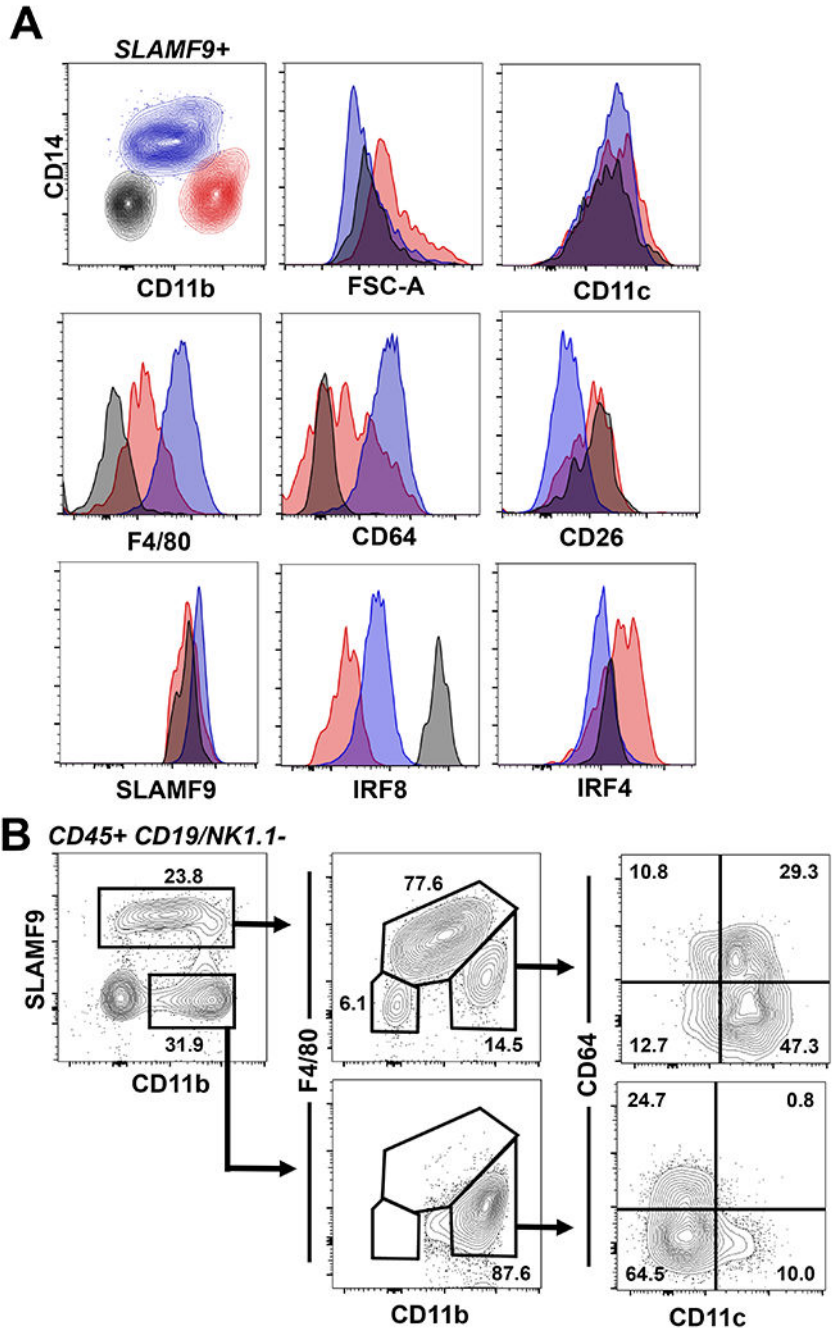 A
SLAMF9+
CD14
CD11b
FSC-A
CD11c
F4/80
CD64
CD26
SLAMF9
IRF8
IRF4
B
CD45+ CD19/NK1.1-
SLAMF9
23.8
31.9
CD11b
F4/80
77.6
6.1
14.5
87.6
CD11b
CD64
10.8
29.3
12.7
47.3
24.7
0.8
64.5
10.0
CD11c